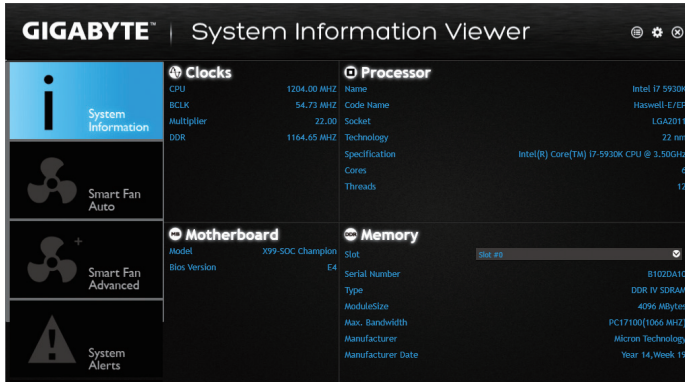 GIGABYTE™ | System Information Viewer
System
Information
Smart Fan
Auto
Smart Fan
Advanced
System
Alerts
Clocks
CPU 1204.00 MHZ
BCLK 54.73 MHZ
Multiplier 22.00
DDR 1164.65 MHZ
Processor
Name Intel i7 5930K
Code Name Haswell-E/EP
Socket LGA2011
Technology 22 nm
Specification Intel(R) Core(TM) i7-5930K CPU @ 3.50GHz
Cores 6
Threads 12
MB Motherboard
Model X99-SOC Champion
Bios Version E4
DDR Memory
Slot Slot #0
Serial Number B102DA10
Type DDR IV SDRAM
ModuleSize 4096 MBytes
Max. Bandwidth PC17100[1066 MHZ]
Manufacturer Micron Technology
Manufacturer Date Year 14,Week 19